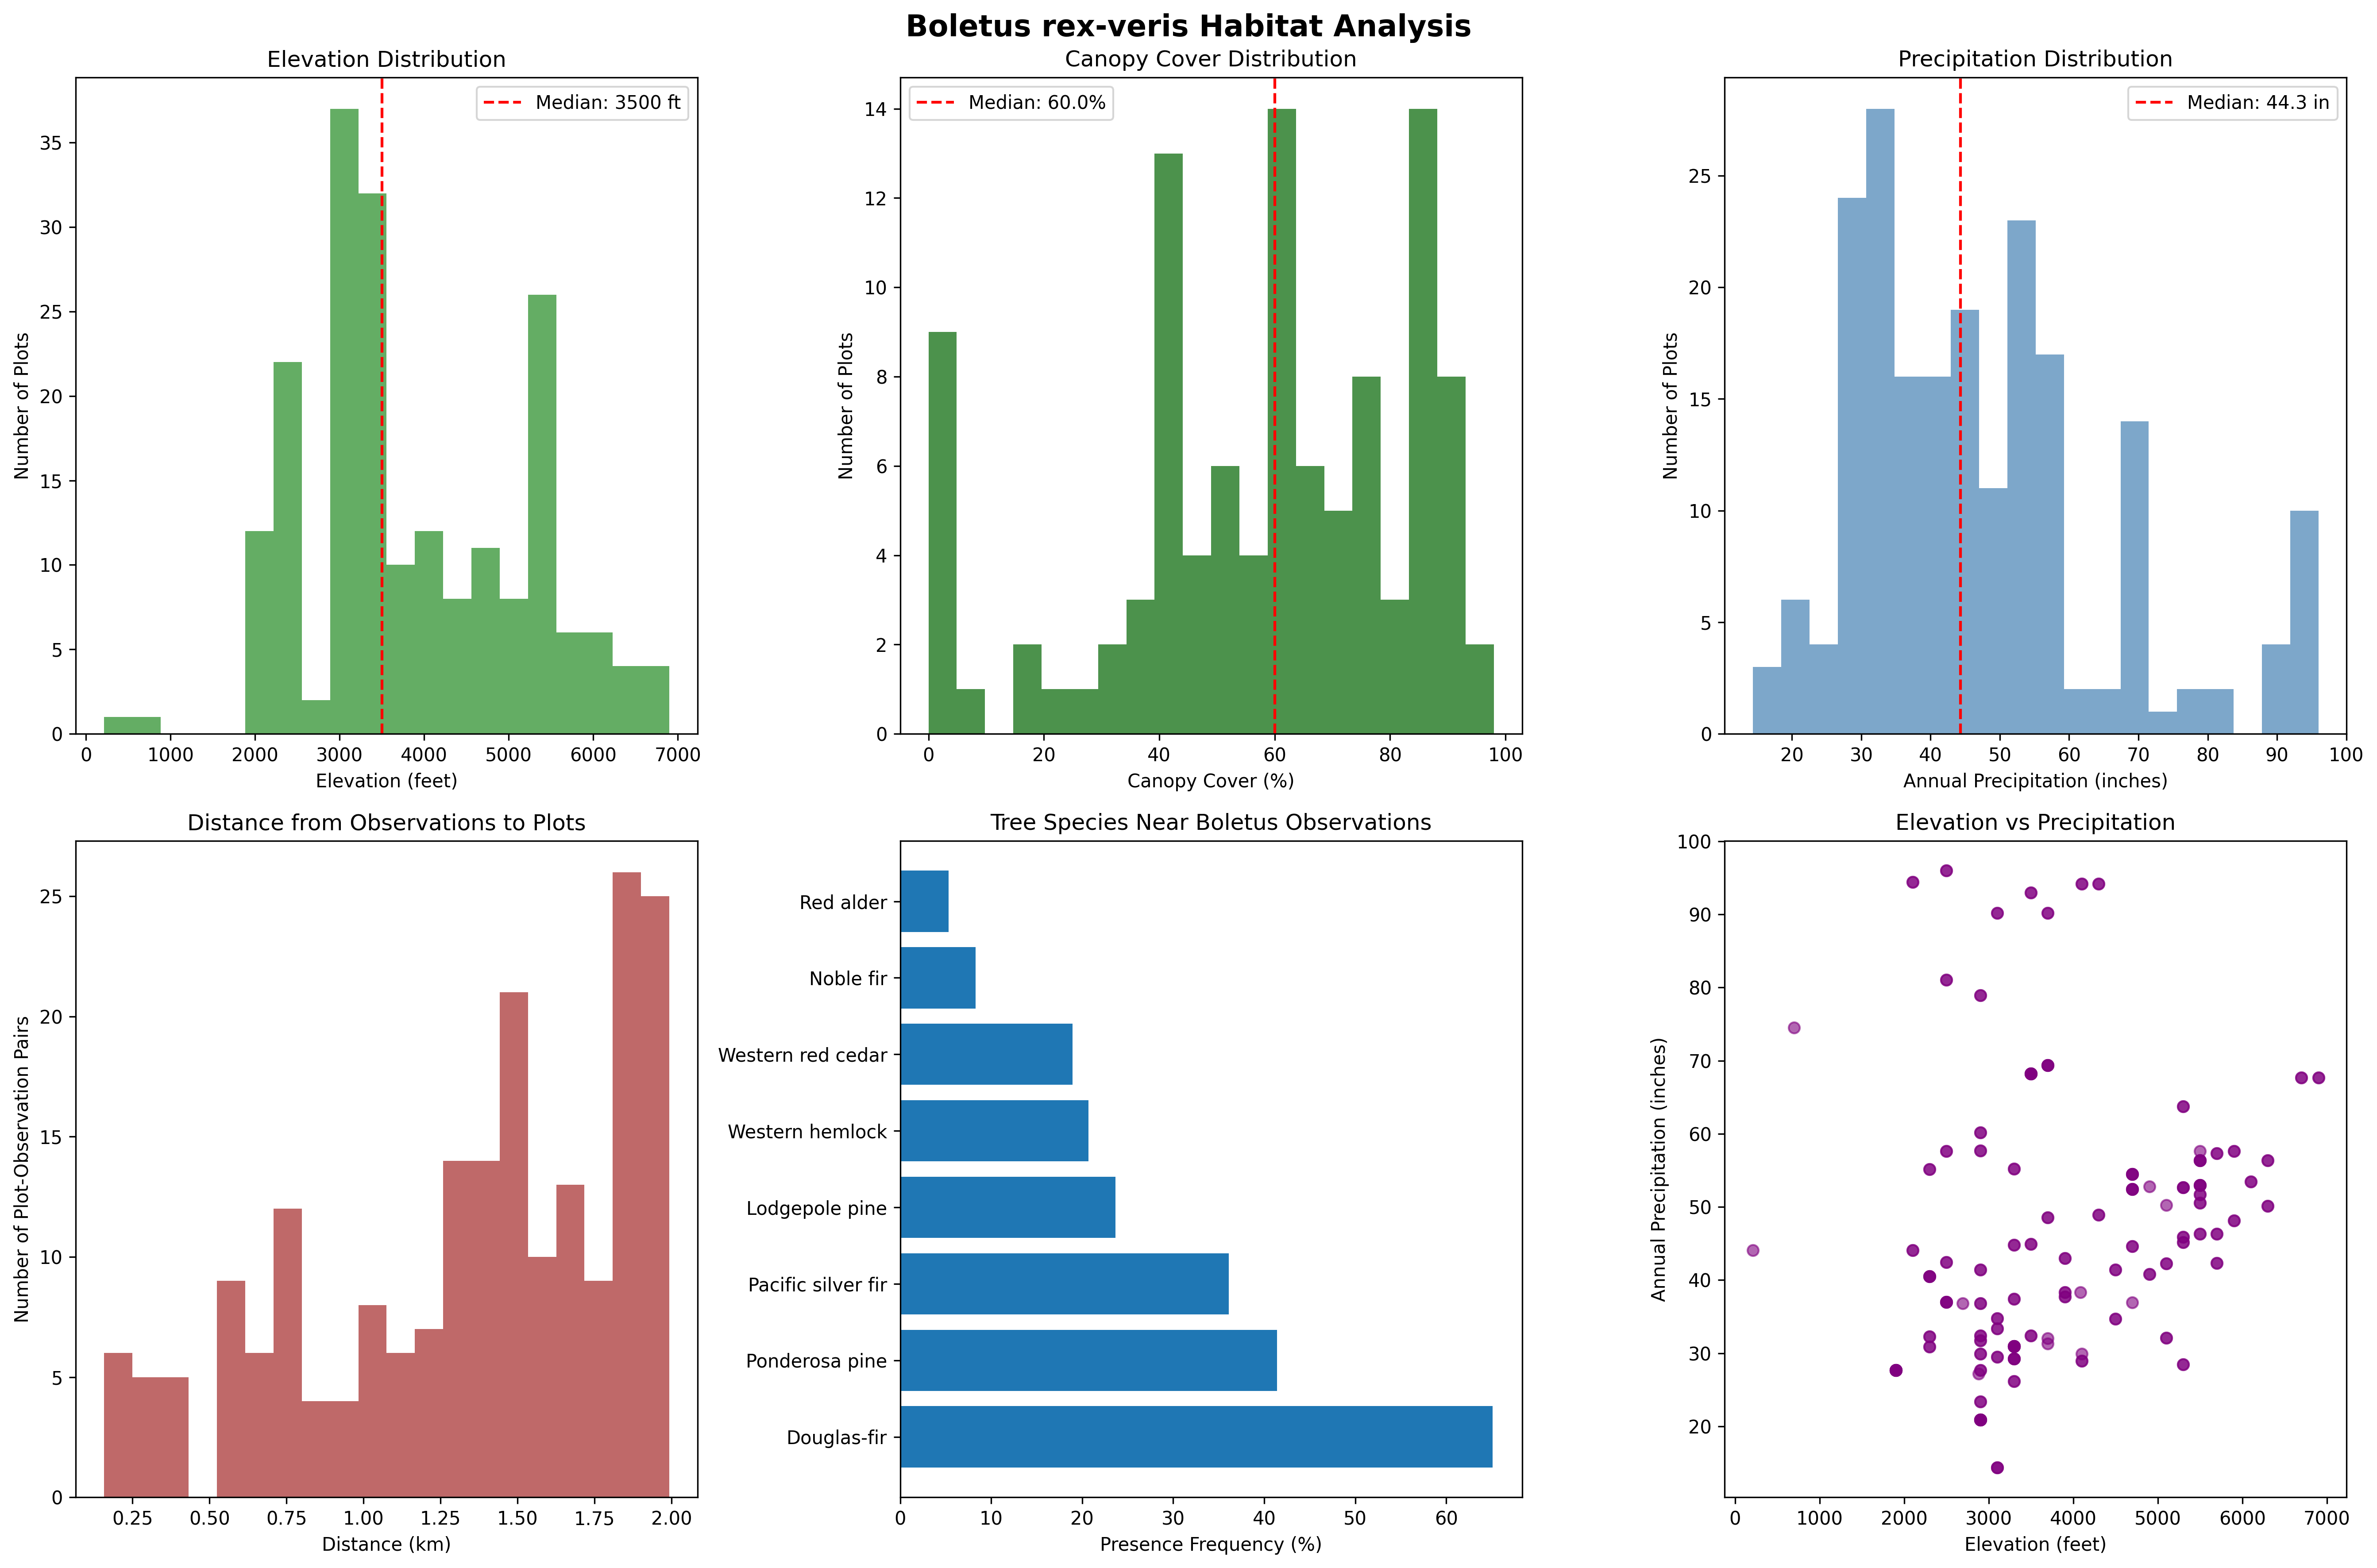 Boletus rex-veris Habitat Analysis
Elevation Distribution
Median: 3500 ft
Number of Plots
35
30
25
20
15
10
5
0
0 1000 2000 3000 4000 5000 6000 7000
Elevation (feet)
Canopy Cover Distribution
Median: 60.0%
Number of Plots
14
12
10
8
6
4
2
0
0 20 40 60 80 100
Canopy Cover (%)
Precipitation Distribution
Median: 44.3 in
Number of Plots
25
20
15
10
5
0
20 30 40 50 60 70 80 90 100
Annual Precipitation (inches)
Distance from Observations to Plots
Number of Plot-Observation Pairs
25
20
15
10
5
0
0.25 0.50 0.75 1.00 1.25 1.50 1.75 2.00
Distance (km)
Tree Species Near Boletus Observations
Red alder
Noble fir
Western red cedar
Western hemlock
Lodgepole pine
Pacific silver fir
Ponderosa pine
Douglas-fir
0 10 20 30 40 50 60
Presence Frequency (%)
Elevation vs Precipitation
Annual Precipitation (inches)
100
90
80
70
60
50
40
30
20
0 1000 2000 3000 4000 5000 6000 7000
Elevation (feet)